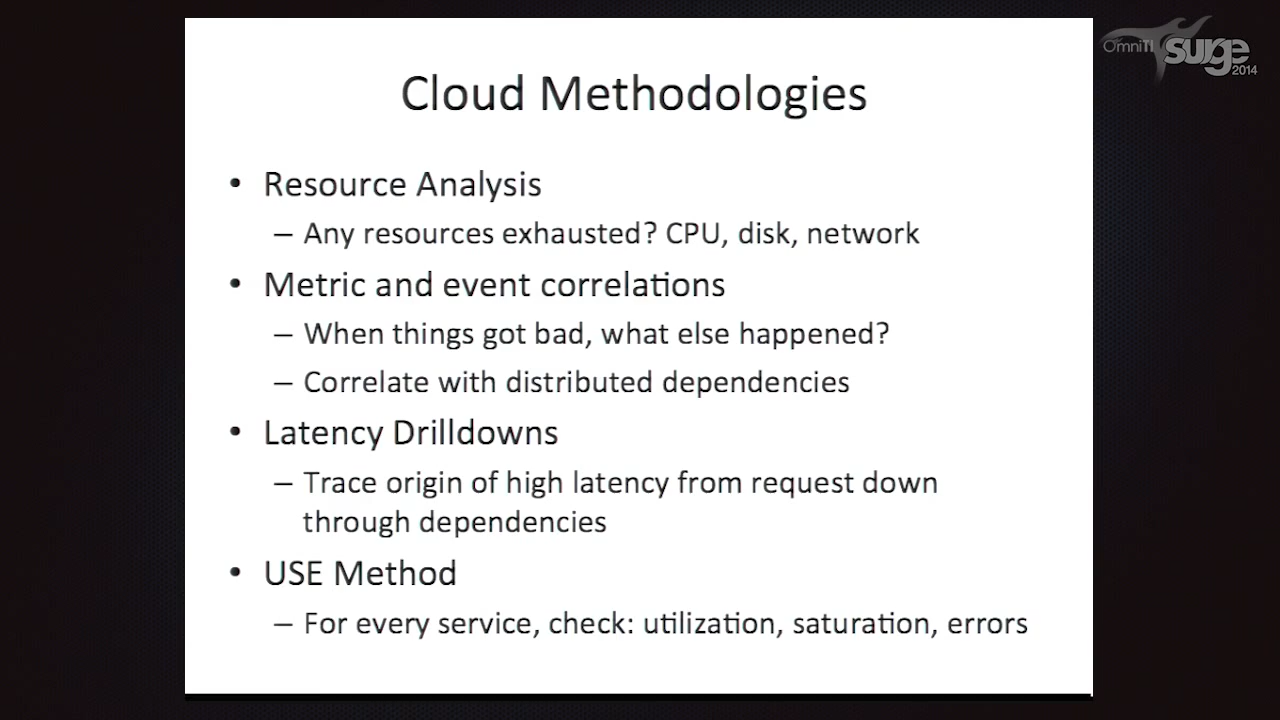 OmniTI surge 2014
Cloud Methodologies
• Resource Analysis
– Any resources exhausted? CPU, disk, network
• Metric and event correlations
– When things got bad, what else happened?
– Correlate with distributed dependencies
• Latency Drilldowns
– Trace origin of high latency from request down
through dependencies
• USE Method
– For every service, check: utilization, saturation, errors